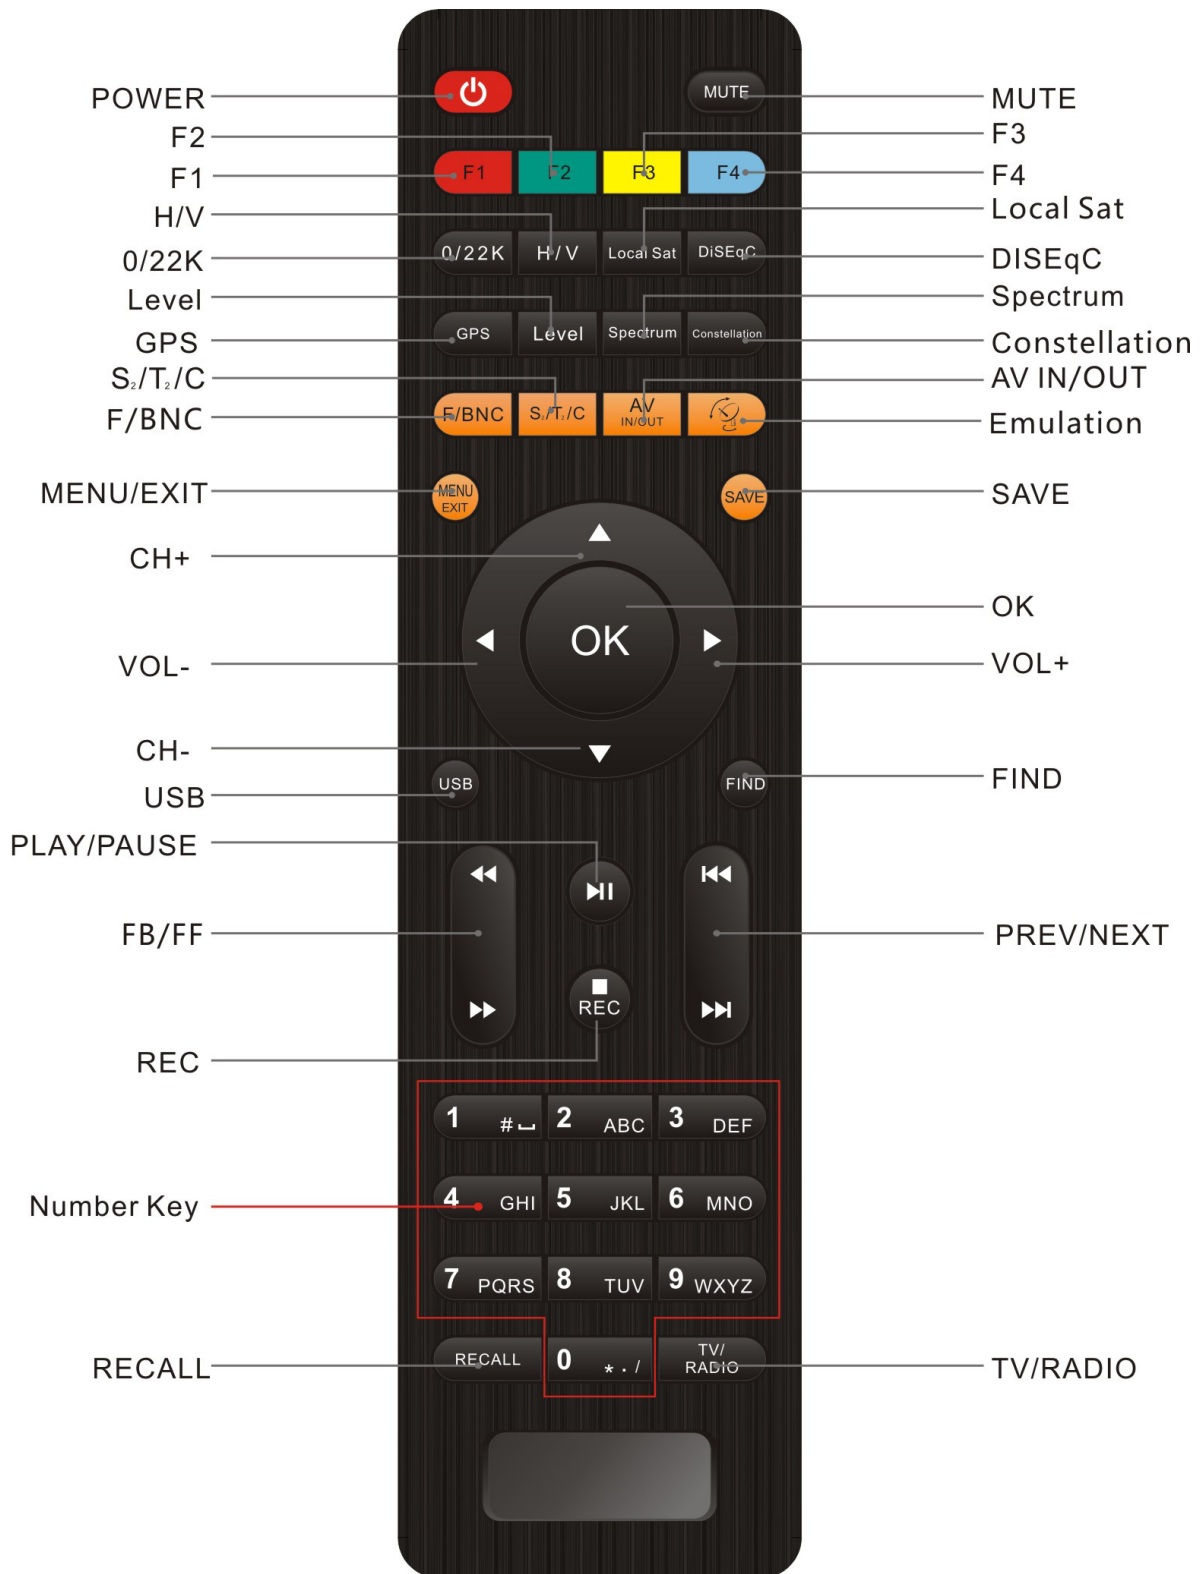 POWER
MUTE
MUTE
F2
F3
F1
F1
F2
F3
F4
F4
H/V
Local Sat
0/22K
0/22K
H/V
Local Sat
DiSEqC
DISEqC
Level
Spectrum
GPS
GPS
Level
Spectrum
Constellation
Constellation
S₂/T₂/C
AV IN/OUT
F/BNC
F/BNC
S₂/T₂/C
AV
IN/OUT
Emulation
MENU/EXIT
MENU
EXIT
SAVE
SAVE
CH+
OK
OK
VOL-
VOL+
CH-
USB
USB
FIND
FIND
PLAY/PAUSE
FB/FF
PREV/NEXT
REC
REC
1 #⎵
2 ABC
3 DEF
Number Key
4 GHI
5 JKL
6 MNO
7 PQRS
8 TUV
9 WXYZ
RECALL
RECALL
0 * . /
TV/
RADIO
TV/RADIO